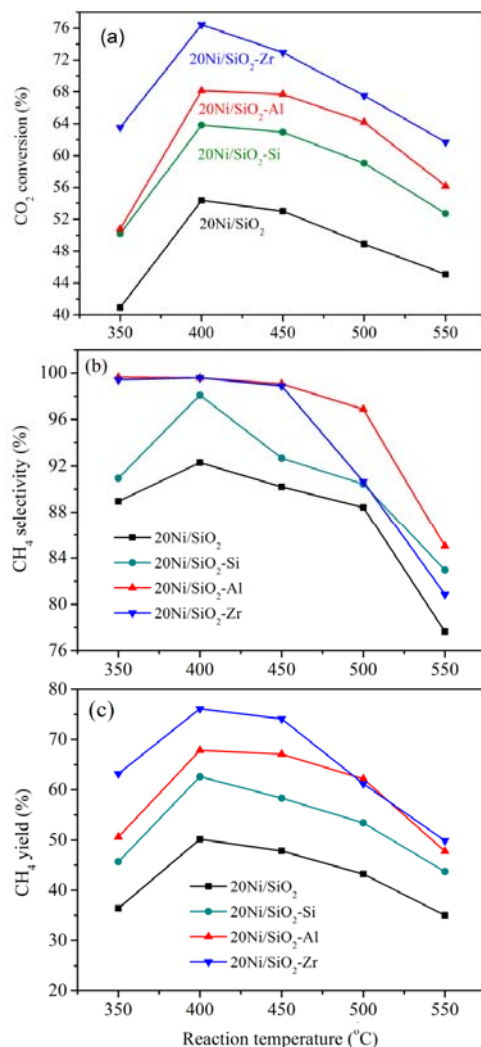 (a)
76
72
68
64
60
56
52
48
44
40
CO₂ conversion (%)
20Ni/SiO₂-Zr
20Ni/SiO₂-Al
20Ni/SiO₂-Si
20Ni/SiO₂
350 400 450 500 550
(b)
100
96
92
88
84
80
76
CH₄ selectivity (%)
20Ni/SiO₂
20Ni/SiO₂-Si
20Ni/SiO₂-Al
20Ni/SiO₂-Zr
350 400 450 500 550
(c)
80
70
60
50
40
30
20
CH₄ yield (%)
20Ni/SiO₂
20Ni/SiO₂-Si
20Ni/SiO₂-Al
20Ni/SiO₂-Zr
350 400 450 500 550
Reaction temperature (°C)